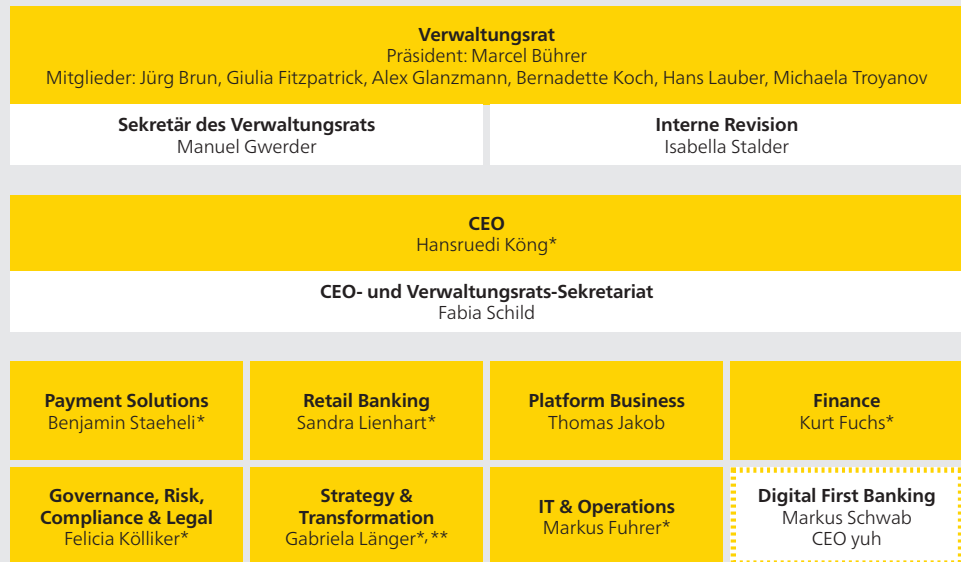 Verwaltungsrat
Präsident: Marcel Bührer
Mitglieder: Jürg Brun, Giulia Fitzpatrick, Alex Glanzmann, Bernadette Koch, Hans Lauber, Michaela Troyanov
Sekretär des Verwaltungsrats
Manuel Gwerder
Interne Revision
Isabella Stalder
CEO
Hansruedi Köng*
CEO- und Verwaltungsrats-Sekretariat
Fabia Schild
Payment Solutions
Benjamin Staeheli*
Retail Banking
Sandra Lienhart*
Platform Business
Thomas Jakob
Finance
Kurt Fuchs*
Governance, Risk,
Compliance & Legal
Felicia Kölliker*
Strategy &
Transformation
Gabriela Länger*,**
IT & Operations
Markus Fuhrer*
Digital First Banking
Markus Schwab
CEO yuh